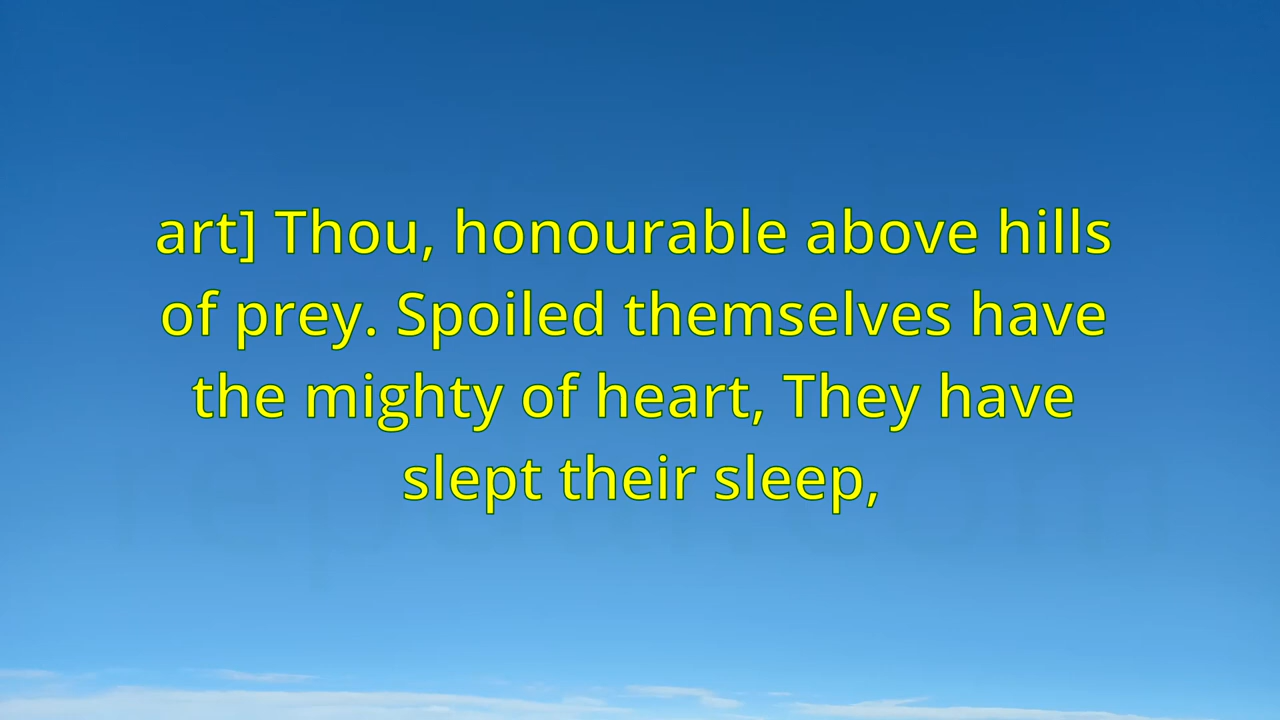 art] Thou, honourable above hills
of prey. Spoiled themselves have
the mighty of heart, They have
slept their sleep,